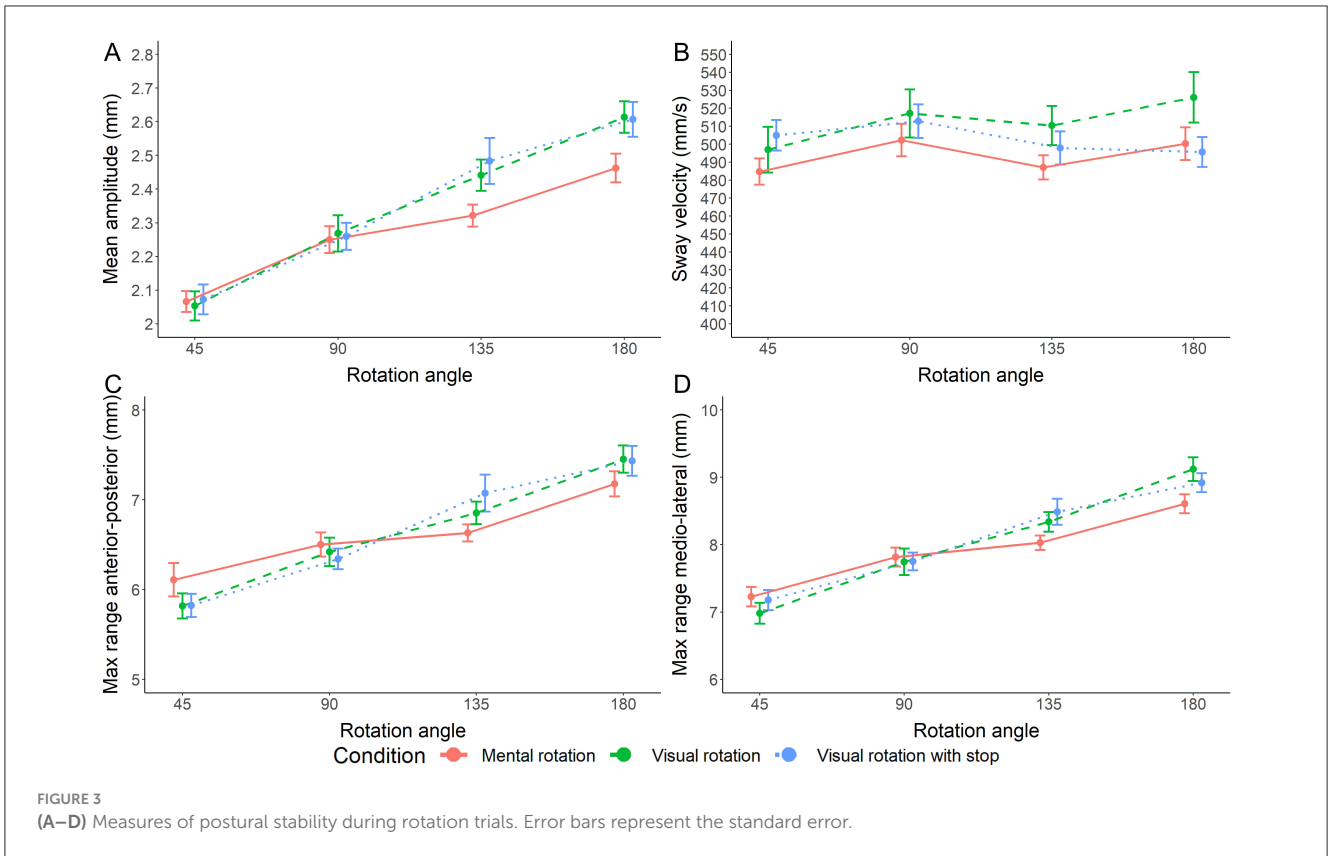 A
Mean amplitude (mm)
2.8
2.7
2.6
2.5
2.4
2.3
2.2
2.1
2
45 90 135 180
Rotation angle
B
Sway velocity (mm/s)
550
540
530
520
510
500
490
480
470
460
450
440
430
420
410
400
45 90 135 180
Rotation angle
C
Max range anterior-posterior (mm)
8
7
6
5
45 90 135 180
Rotation angle
D
Max range medio-lateral (mm)
10
9
8
7
6
45 90 135 180
Rotation angle
Condition Mental rotation Visual rotation Visual rotation with stop
FIGURE 3
(A–D) Measures of postural stability during rotation trials. Error bars represent the standard error.